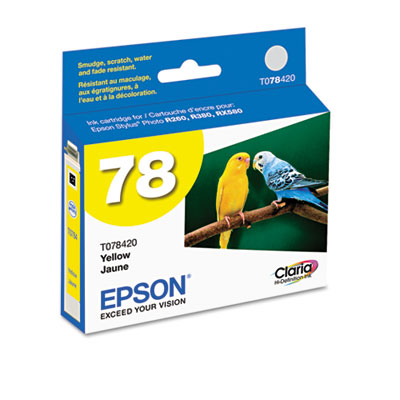 Smudge, scratch, water
and fade resistant.
Résistant au maculage,
aux égratignures, à
l'eau et à la décoloration.
T078420
Ink cartridge for / Cartouche d'encre pour:
Epson Stylus® Photo R260, R380, RX580
78
T078420
Yellow
Jaune
EPSON®
EXCEED YOUR VISION
Claria
Hi-Definition Ink